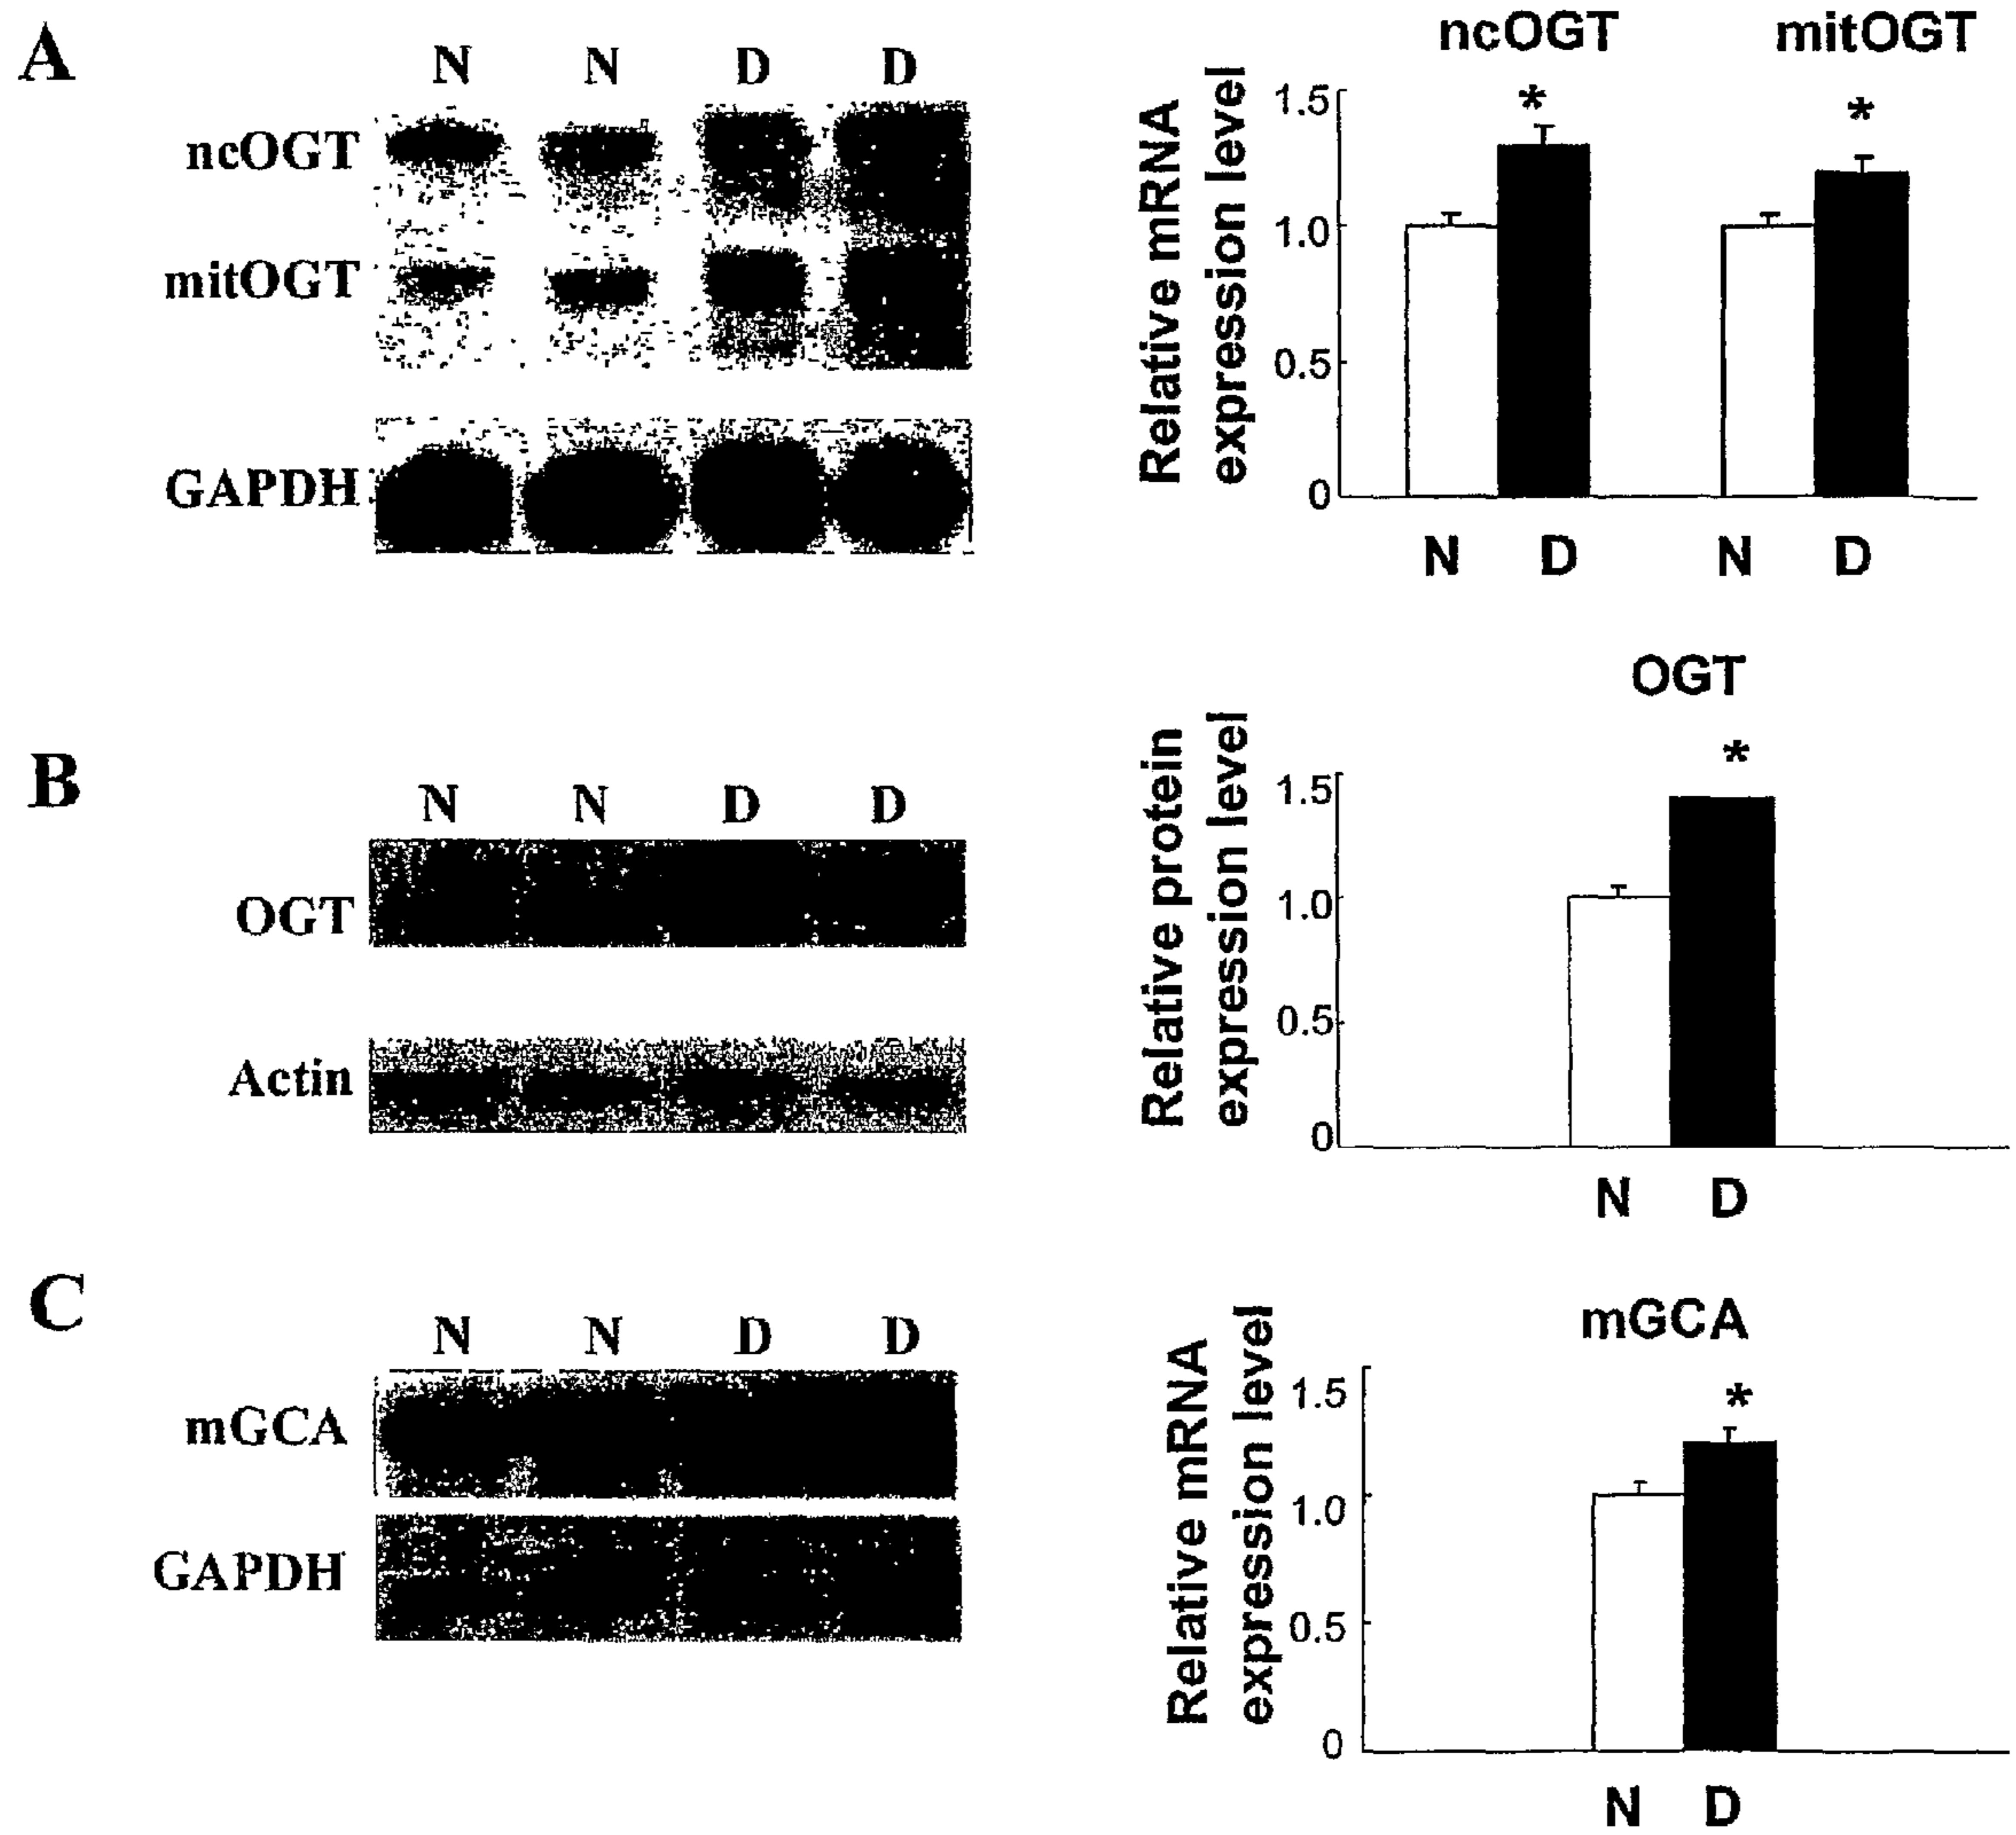 A
N N D D
ncOGT
mitOGT
GAPDH
ncOGT mitOGT
Relative mRNA
expression level
1.5
1.0
0.5
0
* *
N D N D
B
N N D D
OGT
Actin
OGT
Relative protein
expression level
1.5
1.0
0.5
0
*
N D
C
N N D D
mGCA
GAPDH
mGCA
Relative mRNA
expression level
1.5
1.0
0.5
0
*
N D